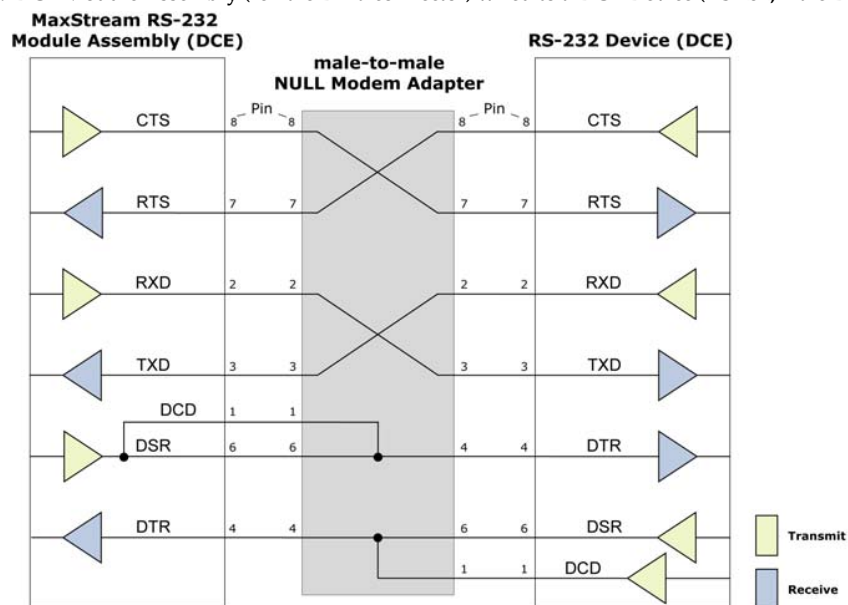 MaxStream RS-232
Module Assembly (DCE)
RS-232 Device (DCE)
male-to-male
NULL Modem Adapter
CTS 8 Pin 8 8 Pin 8 CTS
RTS 7 7 7 7 RTS
RXD 2 2 2 2 RXD
TXD 3 3 3 3 TXD
DCD 1 1
DSR 6 6 4 4 DTR
DTR 4 4 6 6 DSR
1 1 DCD
Transmit
Receive